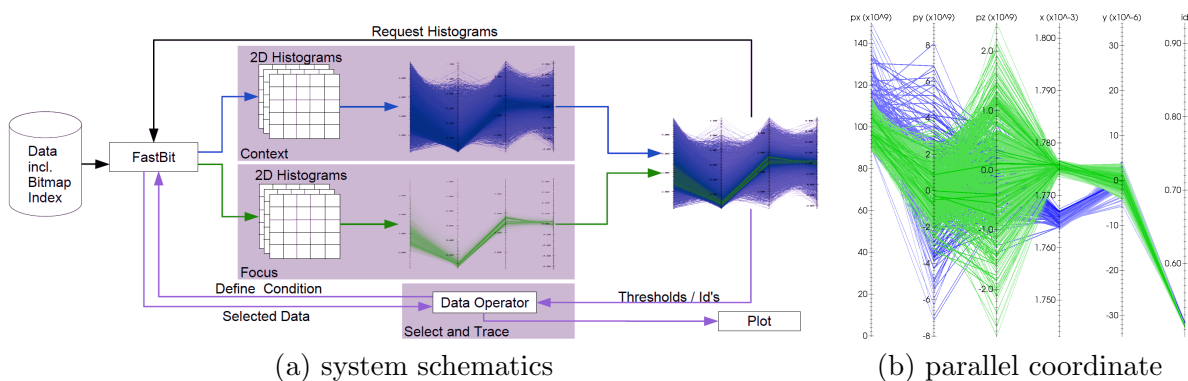 Request Histograms
2D Histograms
Context
Data
incl.
Bitmap
Index
FastBit
2D Histograms
Focus
Define Condition
Selected Data
Data Operator
Select and Trace
Thresholds / Id's
Plot
(a) system schematics
px (x10^9) py (x10^9) pz (x10^9) x (x10^-3) y (x10^-6) id
140
120
100
80
60
40
20
0
8
6
4
2
0
-2
-4
-6
-8
2.0
1.0
0.0
-1.0
-2.0
1.800
1.790
1.780
1.770
1.760
1.750
30
20
10
0
-10
-20
-30
0.90
0.80
0.70
0.60
0.50
0.40
(b) parallel coordinate